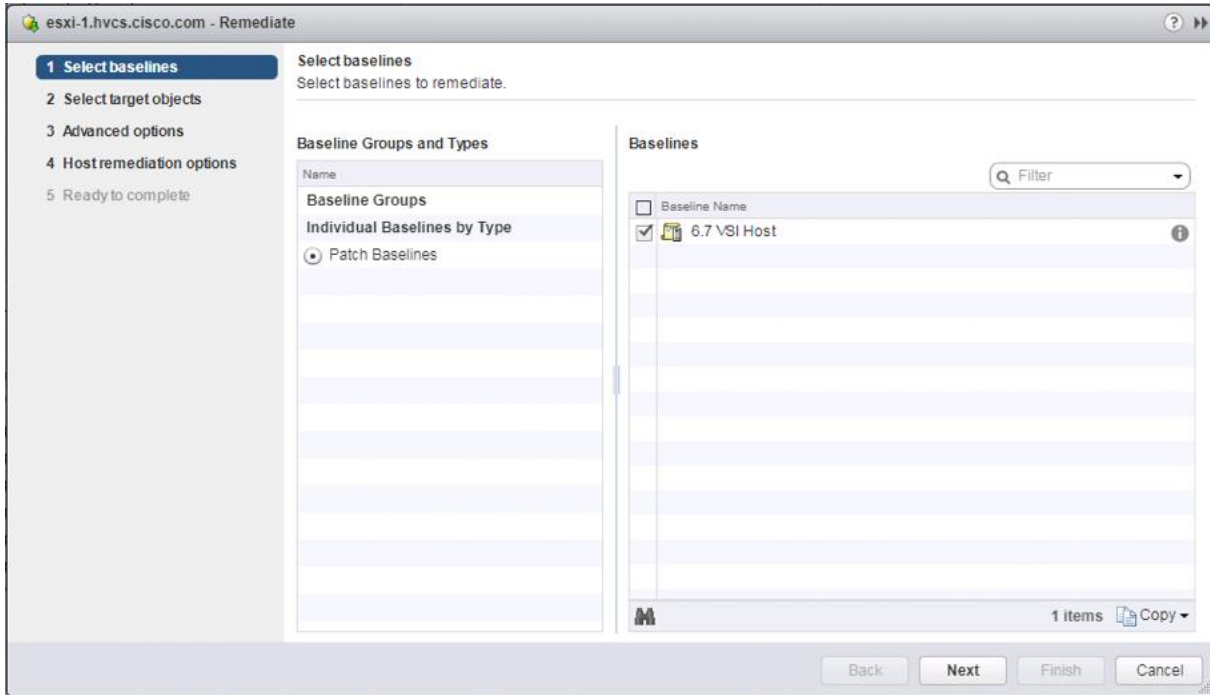 esxi-1.hvcs.cisco.com - Remediate
?
1 Select baselines
2 Select target objects
3 Advanced options
4 Host remediation options
5 Ready to complete
Select baselines
Select baselines to remediate.
Baseline Groups and Types
Name
Baseline Groups
Individual Baselines by Type
Patch Baselines
Baselines
Filter
Baseline Name
6.7 VSI Host
1 items
Copy
Back
Next
Finish
Cancel